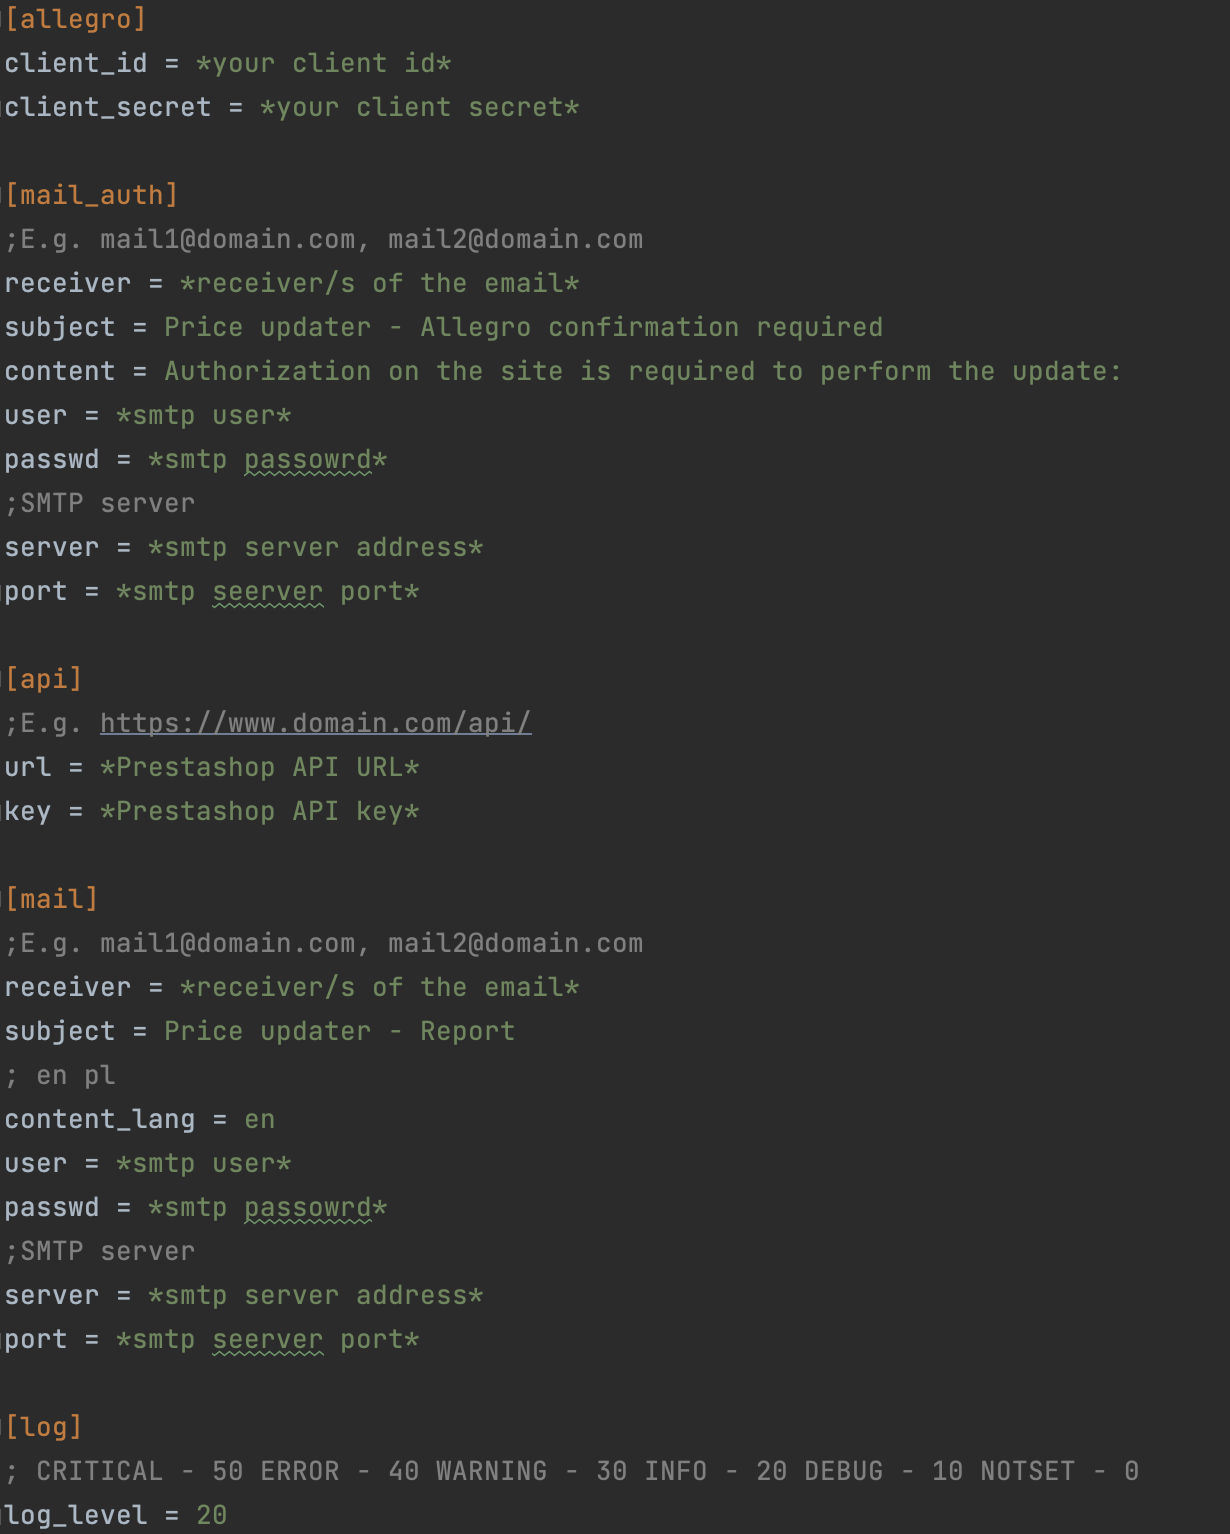 [allegro]
client_id = *your client id*
client_secret = *your client secret*
[mail_auth]
;E.g. mail1@domain.com, mail2@domain.com
receiver = *receiver/s of the email*
subject = Price updater - Allegro confirmation required
content = Authorization on the site is required to perform the update:
user = *smtp user*
passwd = *smtp passowrd*
;SMTP server
server = *smtp server address*
port = *smtp seerver port*
[api]
;E.g. https://www.domain.com/api/
url = *Prestashop API URL*
key = *Prestashop API key*
[mail]
;E.g. mail1@domain.com, mail2@domain.com
receiver = *receiver/s of the email*
subject = Price updater - Report
; en pl
content_lang = en
user = *smtp user*
passwd = *smtp passowrd*
;SMTP server
server = *smtp server address*
port = *smtp seerver port*
[log]
; CRITICAL - 50 ERROR - 40 WARNING - 30 INFO - 20 DEBUG - 10 NOTSET - 0
log_level = 20